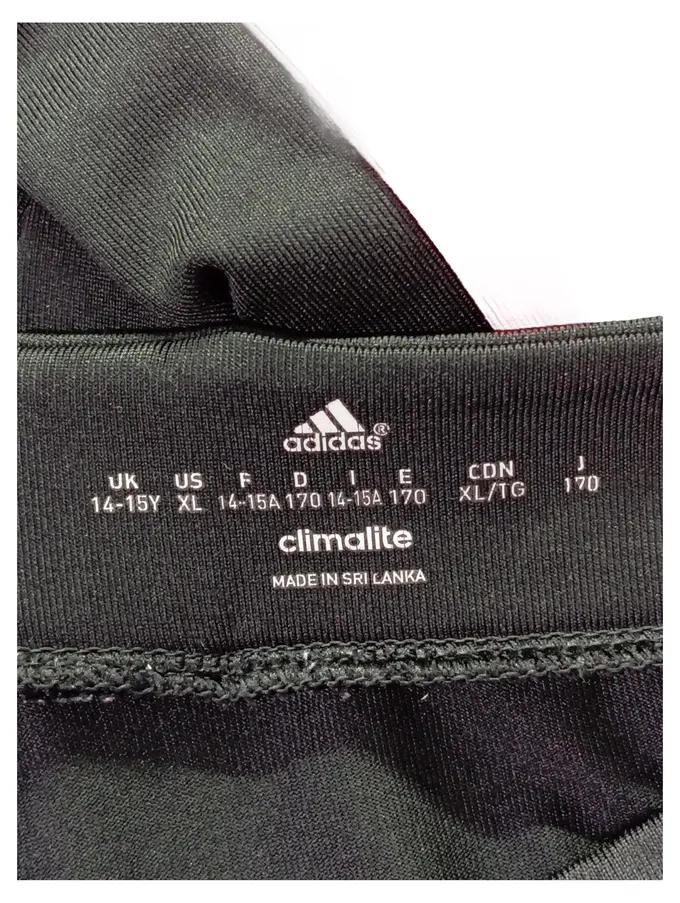 adidas®
UK US F D I E CDN J
14-15Y XL 14-15A 170 14-15A 170 XL/TG 170
climalite
MADE IN SRI LANKA